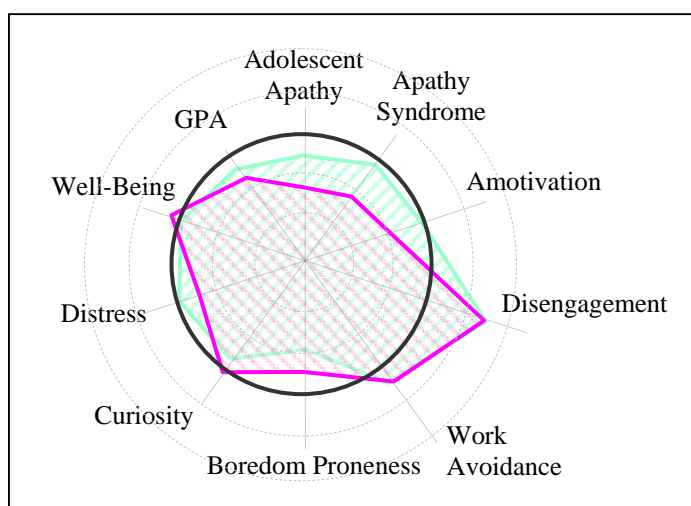 Adolescent
Apathy
Apathy
Syndrome
GPA
Well-Being
Amotivation
Disengagement
Distress
Curiosity
Work
Avoidance
Boredom Proneness